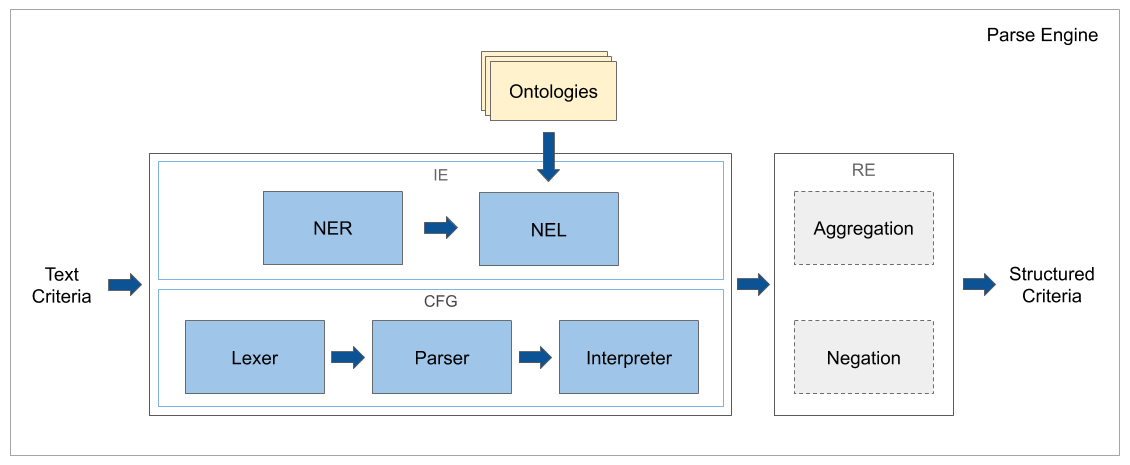 Parse Engine
Ontologies
IE
NER
NEL
RE
Aggregation
Text
Criteria
Structured
Criteria
CFG
Lexer
Parser
Interpreter
Negation